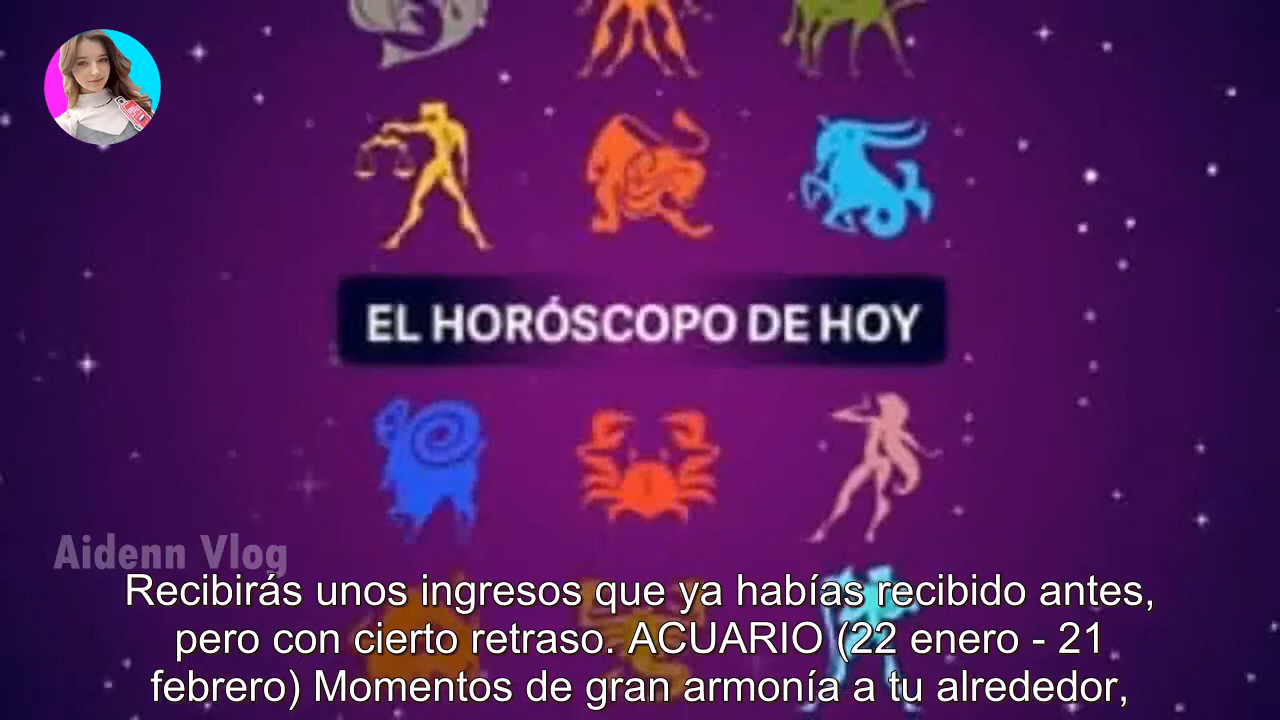 EL HORÓSCOPO DE HOY
Aidenn Vlog
Recibirás unos ingresos que ya habías recibido antes,
pero con cierto retraso. ACUARIO (22 enero - 21
febrero) Momentos de gran armonía a tu alrededor,